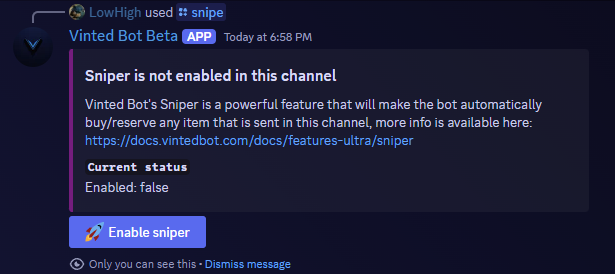 LowHigh used snipe
Vinted Bot Beta APP Today at 6:58 PM
Sniper is not enabled in this channel
Vinted Bot's Sniper is a powerful feature that will make the bot automatically
buy/reserve any item that is sent in this channel, more info is available here:
https://docs.vintedbot.com/docs/features-ultra/sniper
Current status
Enabled: false
Enable sniper
Only you can see this • Dismiss message